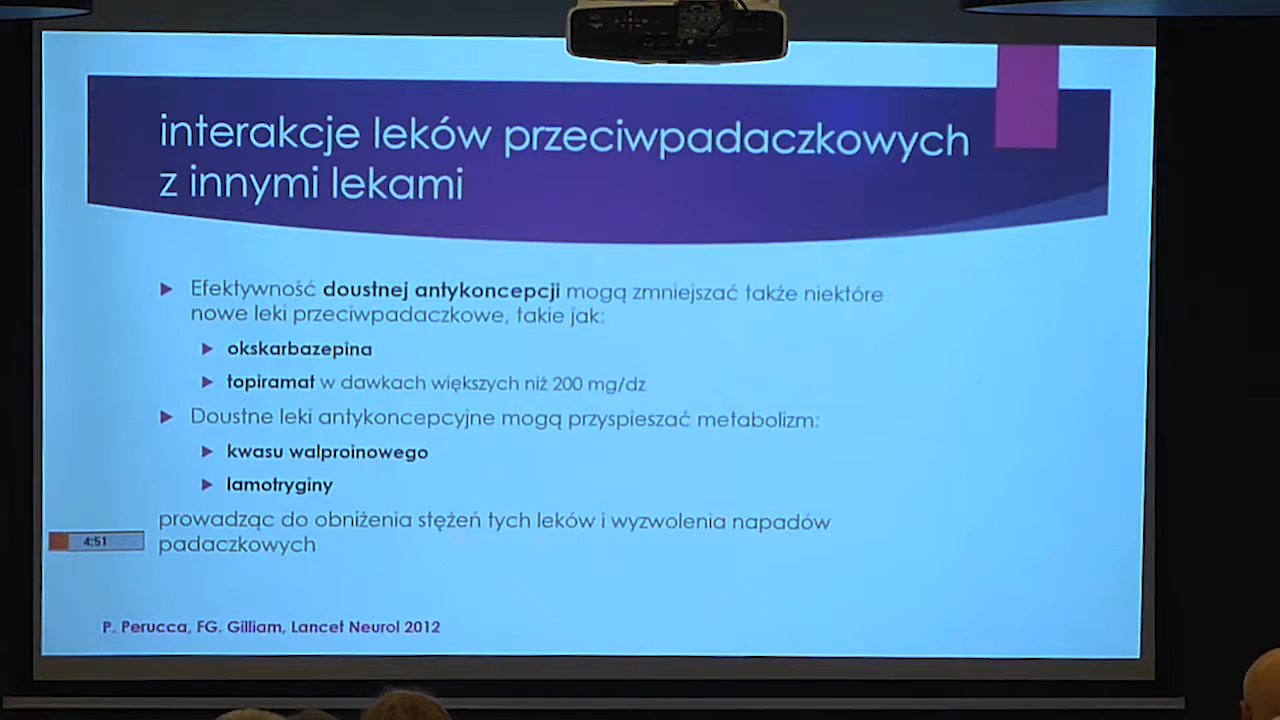 interakcje leków przeciwpadaczkowych
z innymi lekami
Efektywność doustnej antykoncepcji mogą zmniejszać także niektóre
nowe leki przeciwpadaczkowe, takie jak:
okskarbazepina
topiramat w dawkach większych niż 200 mg/dz
Doustne leki antykoncepcyjne mogą przyspieszać metabolizm:
kwasu walproinowego
lamotryginy
prowadząc do obniżenia stężeń tych leków i wyzwolenia napadów
padaczkowych
4:51
P. Perucca, FG. Gilliam, Lancet Neurol 2012